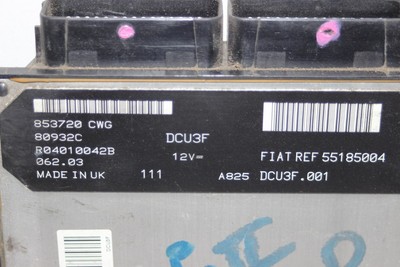 853720 CWG
80932C
R04010042B
062.03
MADE IN UK 111
DCU3F
12V=
FIAT REF 55185004
A825 DCU3F.001